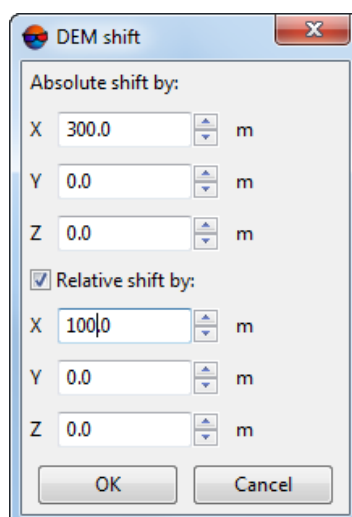 DEM shift
Absolute shift by:
X 300.0 m
Y 0.0 m
Z 0.0 m
Relative shift by:
X 100.0 m
Y 0.0 m
Z 0.0 m
OK Cancel